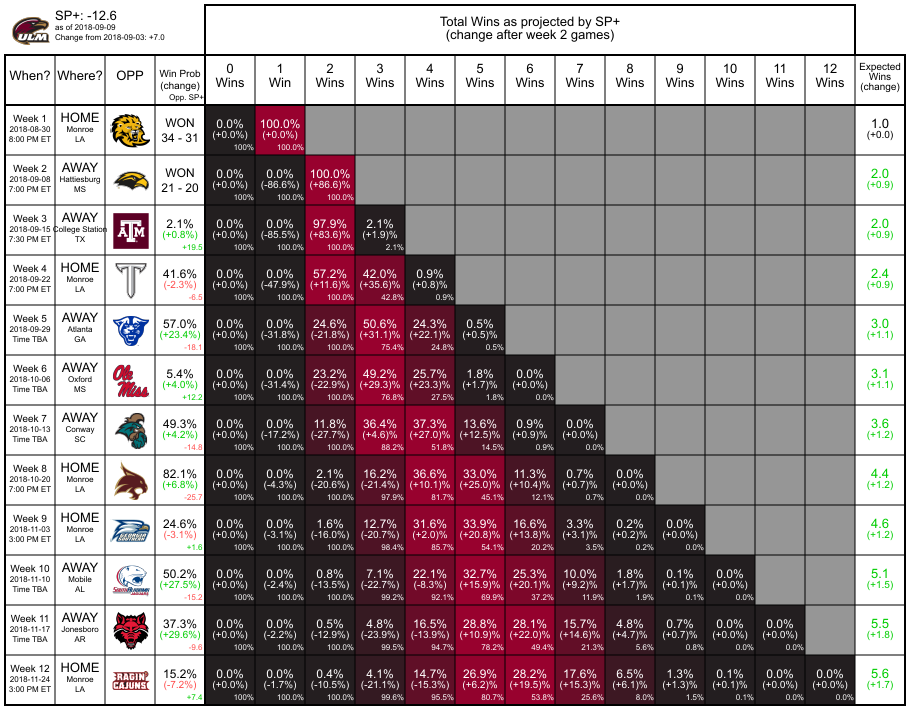 SP+: -12.6
as of 2018-09-09
Change from 2018-09-03: +7.0
ULM
Total Wins as projected by SP+
(change after week 2 games)
When? Where? OPP Win Prob (change) Opp. SP+ 0 Wins 1 Win 2 Wins 3 Wins 4 Wins 5 Wins 6 Wins 7 Wins 8 Wins 9 Wins 10 Wins 11 Wins 12 Wins Expected Wins (change)
Week 1 HOME WON 0.0% 100.0% 1.0
2018-08-30 Monroe 34 - 31 (+0.0%) (+0.0%) (+0.0)
8:00 PM ET LA 100% 100.0%
Week 2 AWAY WON 0.0% 0.0% 100.0% 2.0
2018-09-08 Hattiesburg 21 - 20 (+0.0%) (-86.6%) (+86.6)% (+0.9)
7:00 PM ET MS 100% 100.0% 100.0%
Week 3 AWAY ATM 2.1% 0.0% 0.0% 97.9% 2.1% 2.0
2018-09-15 College Station (+0.8%) (+0.0%) (-85.5%) (+83.6)% (+1.9)% (+0.9)
7:30 PM ET TX +19.5 100% 100.0% 100.0% 2.1%
Week 4 HOME T 41.6% 0.0% 0.0% 57.2% 42.0% 0.9% 2.4
2018-09-22 Monroe (-2.3%) (+0.0%) (-47.9%) (+11.6)% (+35.6)% (+0.8)% (+0.9)
7:00 PM ET LA -6.5 100% 100.0% 100.0% 42.8% 0.9%
Week 5 AWAY 57.0% 0.0% 0.0% 24.6% 50.6% 24.3% 0.5% 3.0
2018-09-29 Atlanta (+23.4%) (+0.0%) (-31.8%) (-21.8%) (+31.1)% (+22.1)% (+0.5)% (+1.1)
Time TBA GA -18.1 100% 100.0% 100.0% 75.4% 24.8% 0.5%
Week 6 AWAY Ole Miss 5.4% 0.0% 0.0% 23.2% 49.2% 25.7% 1.8% 0.0% 3.1
2018-10-06 Oxford (+4.0%) (+0.0%) (-31.4%) (-22.9%) (+29.3)% (+23.3)% (+1.7)% (+0.0)% (+1.1)
Time TBA MS +12.2 100% 100.0% 100.0% 76.8% 27.5% 1.8% 0.0%
Week 7 AWAY 49.3% 0.0% 0.0% 11.8% 36.4% 37.3% 13.6% 0.9% 0.0% 3.6
2018-10-13 Conway (+4.2%) (+0.0%) (-17.2%) (-27.7%) (+4.6)% (+27.0)% (+12.5)% (+0.9)% (+0.0)% (+1.2)
Time TBA SC -14.8 100% 100.0% 100.0% 88.2% 51.8% 14.5% 0.9% 0.0%
Week 8 HOME 82.1% 0.0% 0.0% 2.1% 16.2% 36.6% 33.0% 11.3% 0.7% 0.0% 4.4
2018-10-20 Monroe (+6.8%) (+0.0%) (-4.3%) (-20.6%) (-21.4%) (+10.1)% (+25.0)% (+10.4)% (+0.7)% (+0.0)% (+1.2)
7:00 PM ET LA -25.7 100% 100.0% 100.0% 97.9% 81.7% 45.1% 12.1% 0.7% 0.0%
Week 9 HOME GEORGIA SOUTHERN 24.6% 0.0% 0.0% 1.6% 12.7% 31.6% 33.9% 16.6% 3.3% 0.2% 0.0% 4.6
2018-11-03 Monroe (-3.1%) (+0.0%) (-3.1%) (-16.0%) (-20.7%) (+2.0)% (+20.8)% (+13.8)% (+3.1)% (+0.2)% (+0.0)% (+1.2)
3:00 PM ET LA +1.6 100% 100.0% 100.0% 98.4% 85.7% 54.1% 20.2% 3.5% 0.2% 0.0%
Week 10 AWAY SOUTH ALABAMA 50.2% 0.0% 0.0% 0.8% 7.1% 22.1% 32.7% 25.3% 10.0% 1.8% 0.1% 0.0% 5.1
2018-11-10 Mobile (+27.5%) (+0.0%) (-2.4%) (-13.5%) (-22.7%) (-8.3%) (+15.9)% (+20.1)% (+9.2)% (+1.7)% (+0.1)% (+0.0)% (+1.5)
Time TBA AL -15.2 100% 100.0% 100.0% 99.2% 92.1% 69.9% 37.2% 11.9% 1.9% 0.1% 0.0%
Week 11 AWAY 37.3% 0.0% 0.0% 0.5% 4.8% 16.5% 28.8% 28.1% 15.7% 4.8% 0.7% 0.0% 0.0% 5.5
2018-11-17 Jonesboro (+29.6%) (+0.0%) (-2.2%) (-12.9%) (-23.9%) (-13.9%) (+10.9)% (+22.0)% (+14.6)% (+4.7)% (+0.7)% (+0.0)% (+0.0)% (+1.8)
Time TBA AR -9.6 100% 100.0% 100.0% 99.5% 94.7% 78.2% 49.4% 21.3% 5.6% 0.8% 0.0% 0.0%
Week 12 HOME RAGIN' CAJUNS 15.2% 0.0% 0.0% 0.4% 4.1% 14.7% 26.9% 28.2% 17.6% 6.5% 1.3% 0.1% 0.0% 0.0% 5.6
2018-11-24 Monroe (-7.2%) (+0.0%) (-1.7%) (-10.5%) (-21.1%) (-15.3%) (+6.2)% (+19.5)% (+15.3)% (+6.1)% (+1.3)% (+0.1)% (+0.0)% (+0.0)% (+1.7)
3:00 PM ET LA +7.4 100% 100.0% 100.0% 99.6% 95.5% 80.7% 53.8% 25.6% 8.0% 1.5% 0.1% 0.0% 0.0%